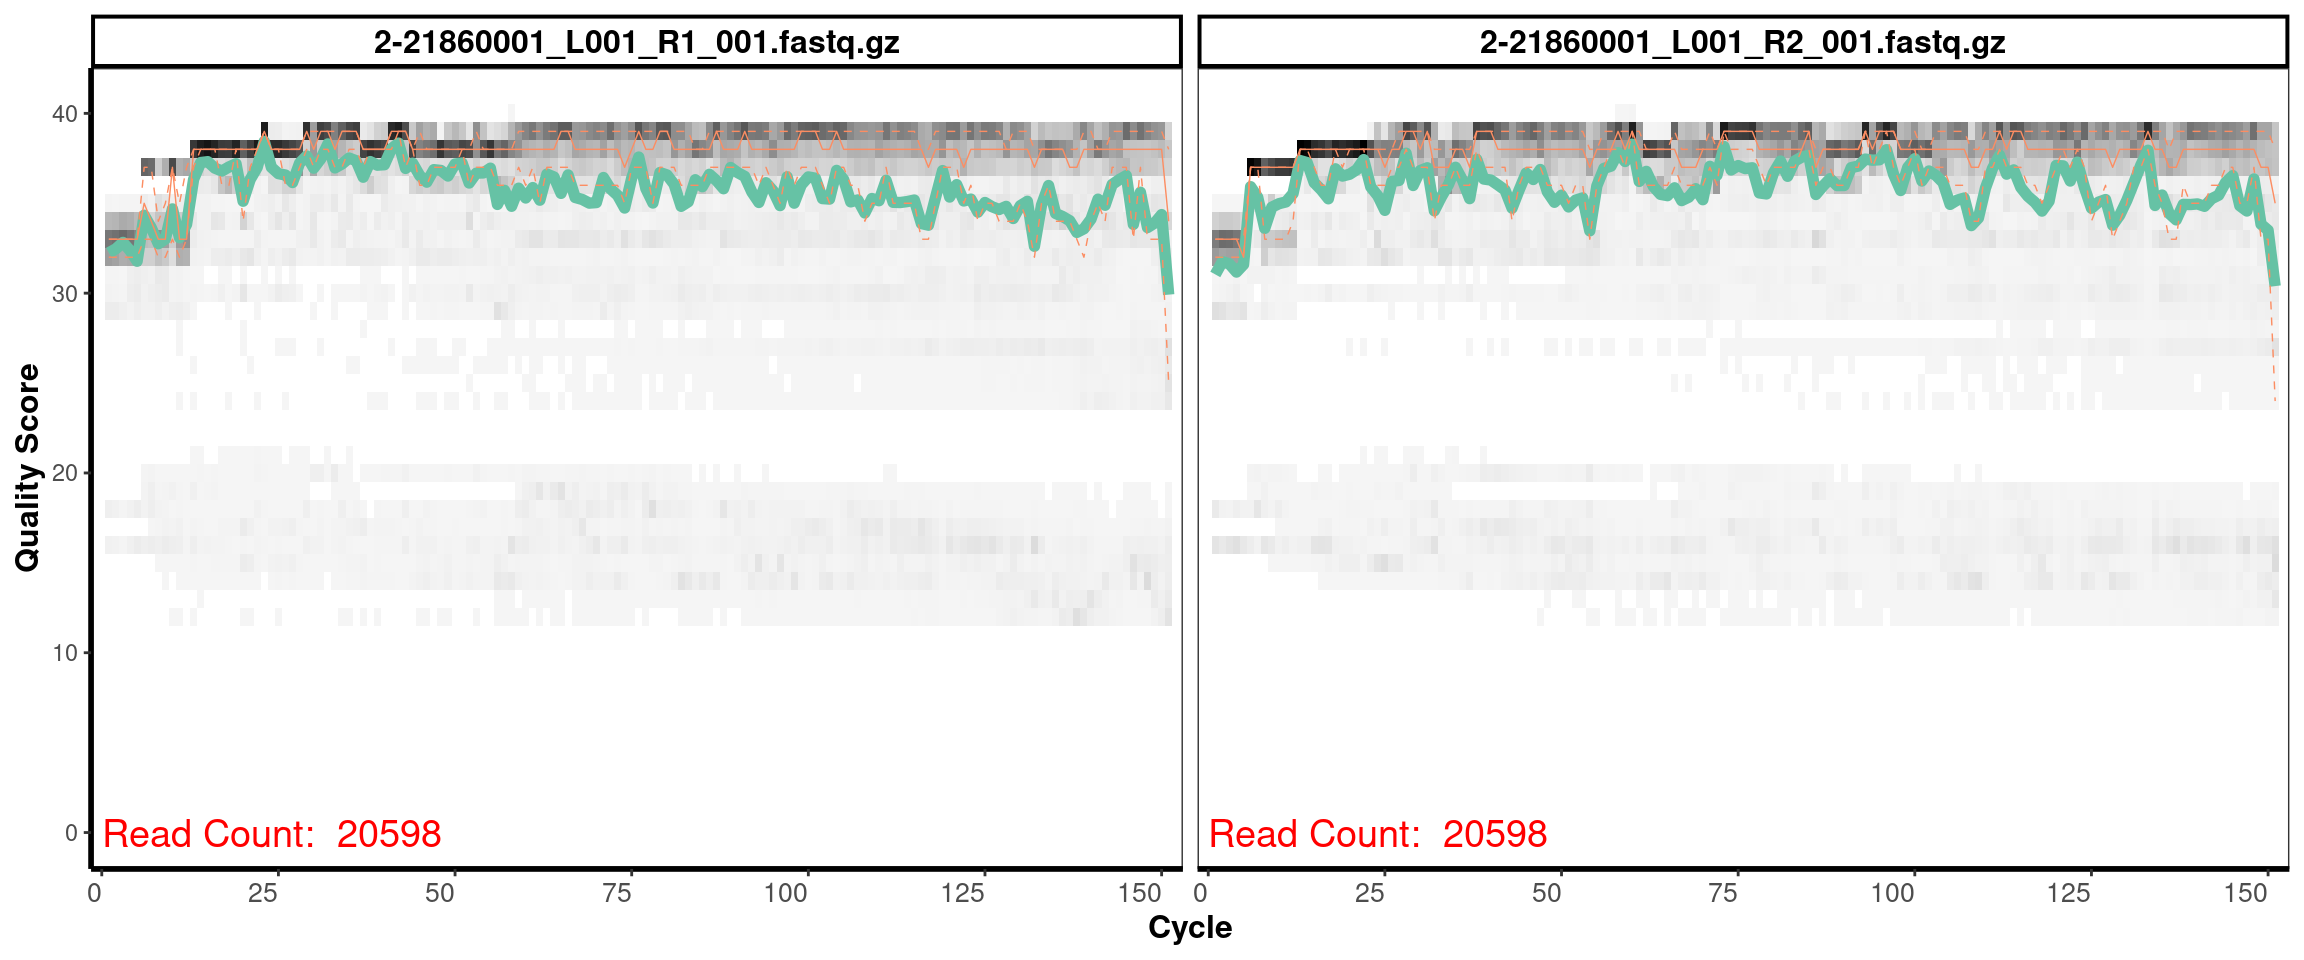 2-21860001_L001_R1_001.fastq.gz
2-21860001_L001_R2_001.fastq.gz
Quality Score
40
30
20
10
0
Read Count:  20598
Read Count:  20598
0 25 50 75 100 125 150
0 25 50 75 100 125 150
Cycle